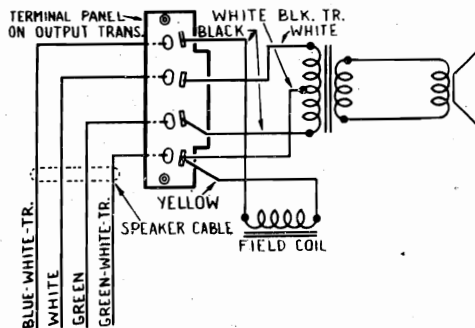 TERMINAL PANEL
ON OUTPUT TRANS.
WHITE BLK. TR.
BLACK
WHITE
YELLOW
SPEAKER CABLE
FIELD COIL
BLUE-WHITE-TR.
WHITE
GREEN
GREEN-WHITE-TR.